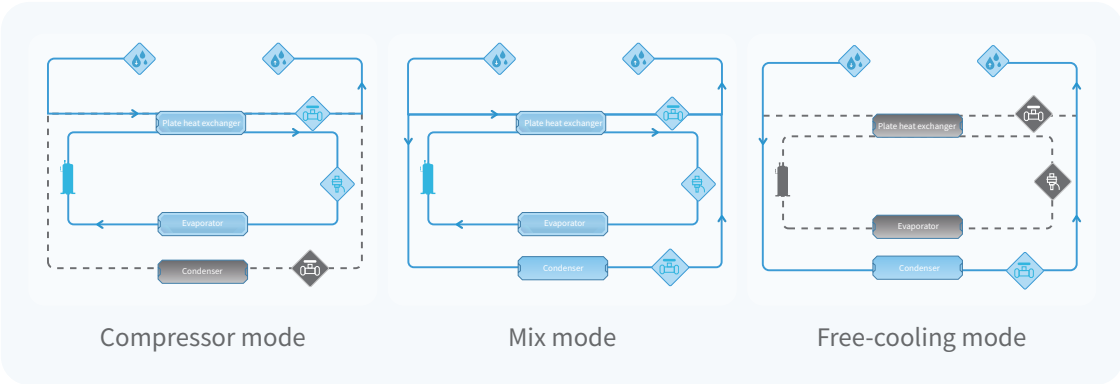 Plate heat exchanger
Evaporator
Condenser
Compressor mode
Plate heat exchanger
Evaporator
Condenser
Mix mode
Plate heat exchanger
Evaporator
Condenser
Free-cooling mode